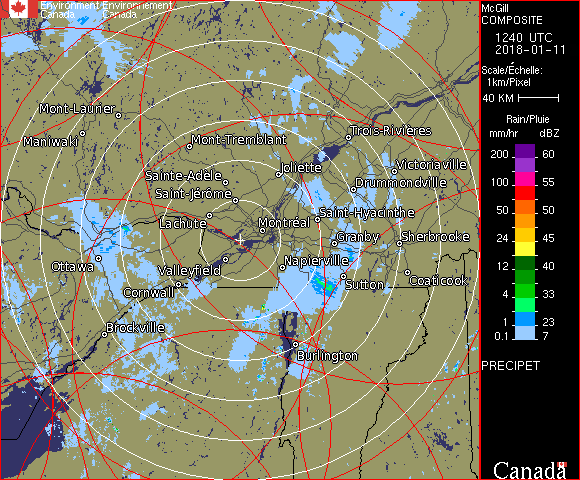 Environment Environnement
Canada Canada
McGill
COMPOSITE
1240 UTC
2018-01-11
Scale/Échelle:
1km/Pixel
40 KM
Rain/Pluie
mm/hr dBZ
200 60
100 55
50 50
24 45
12 40
4 33
1 23
0.1 7
PRECIPET
Mont-Laurier
Maniwaki
Mont-Tremblant
Trois-Rivières
Joliette
Victoriaville
Sainte-Adèle
Drummondville
Saint-Jérôme
Lachute
Saint-Hyacinthe
Montréal
Granby
Sherbrooke
Ottawa
Valleyfield
Napierville
Cornwall
Sutton
Coaticook
Brockville
Burlington
Canada